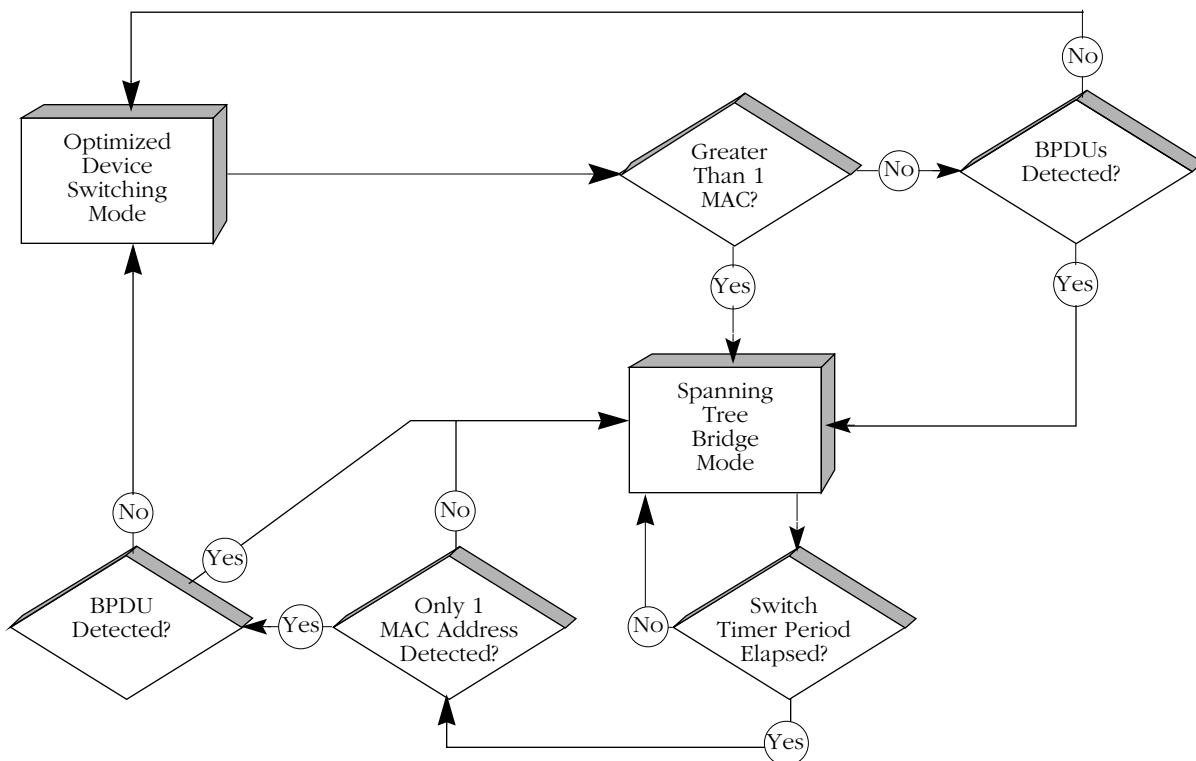 No
Optimized
Device
Switching
Mode
Greater
Than 1
MAC?
No
BPDUs
Detected?
Yes
Yes
Spanning
Tree
Bridge
Mode
No
No
Yes
BPDU
Detected?
Yes
Only 1
MAC Address
Detected?
No
Switch
Timer Period
Elapsed?
Yes